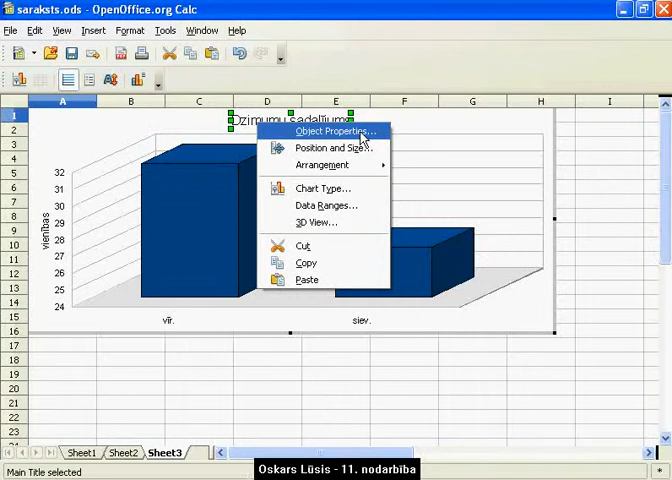 saraksts.ods - OpenOffice.org Calc
File Edit View Insert Format Tools Window Help
A B C D E F G H I
1
2
3
4
5
6
7
8
9
10
11
12
13
14
15
16
17
18
19
20
21
22
23
Dzimumu sadalījums
vienības
32
31
30
29
28
27
26
25
24
vīr. siev.
Object Properties...
Position and Size...
Arrangement
Chart Type...
Data Ranges...
3D View...
Cut
Copy
Paste
Sheet1 Sheet2 Sheet3
Main Title selected
*
Oskars Lūsis - 11. nodarbība